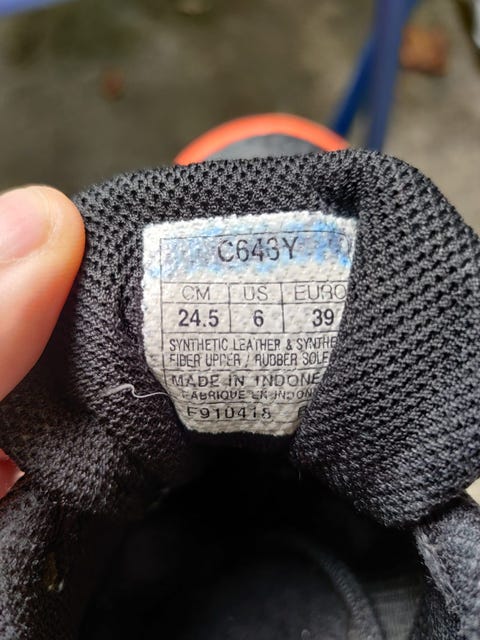 C643Y
CM US EURO
24.5 6 39
SYNTHETIC LEATHER & SYNTHE
FIBER UPPER / RUBBER SOLE
MADE IN INDONE
FABRIQUE EN INDON
F910418